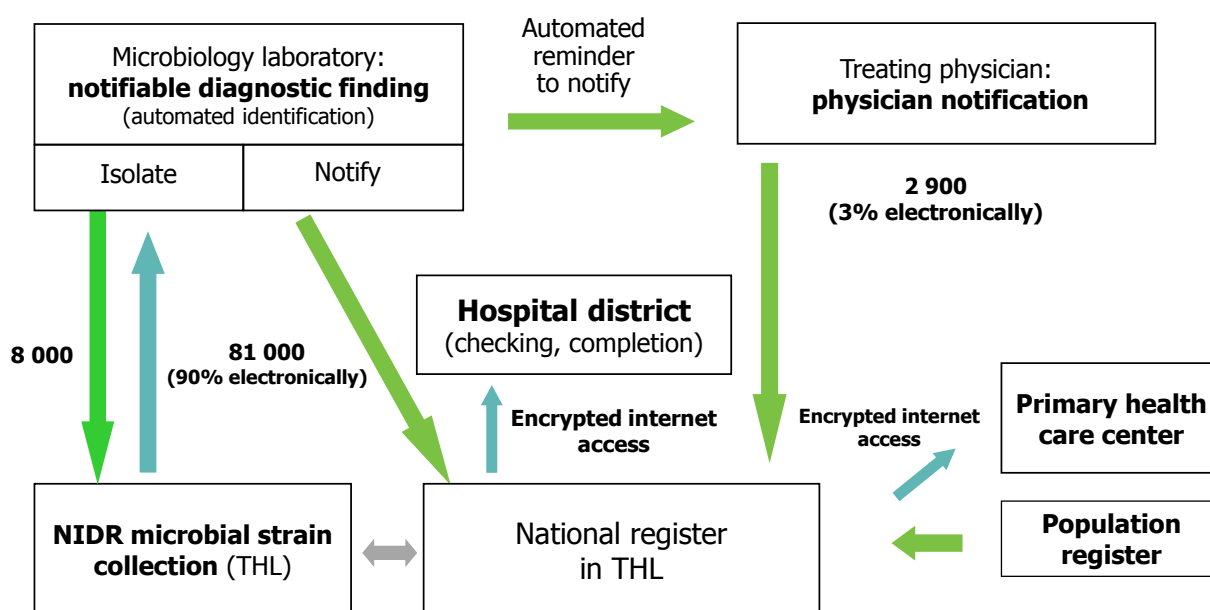 Microbiology laboratory:
notifiable diagnostic finding
(automated identification)
Isolate
Notify
Automated
reminder
to notify
Treating physician:
physician notification
2 900
(3% electronically)
8 000
81 000
(90% electronically)
Hospital district
(checking, completion)
Encrypted internet
access
Encrypted internet
access
Primary health
care center
NIDR microbial strain
collection (THL)
National register
in THL
Population
register